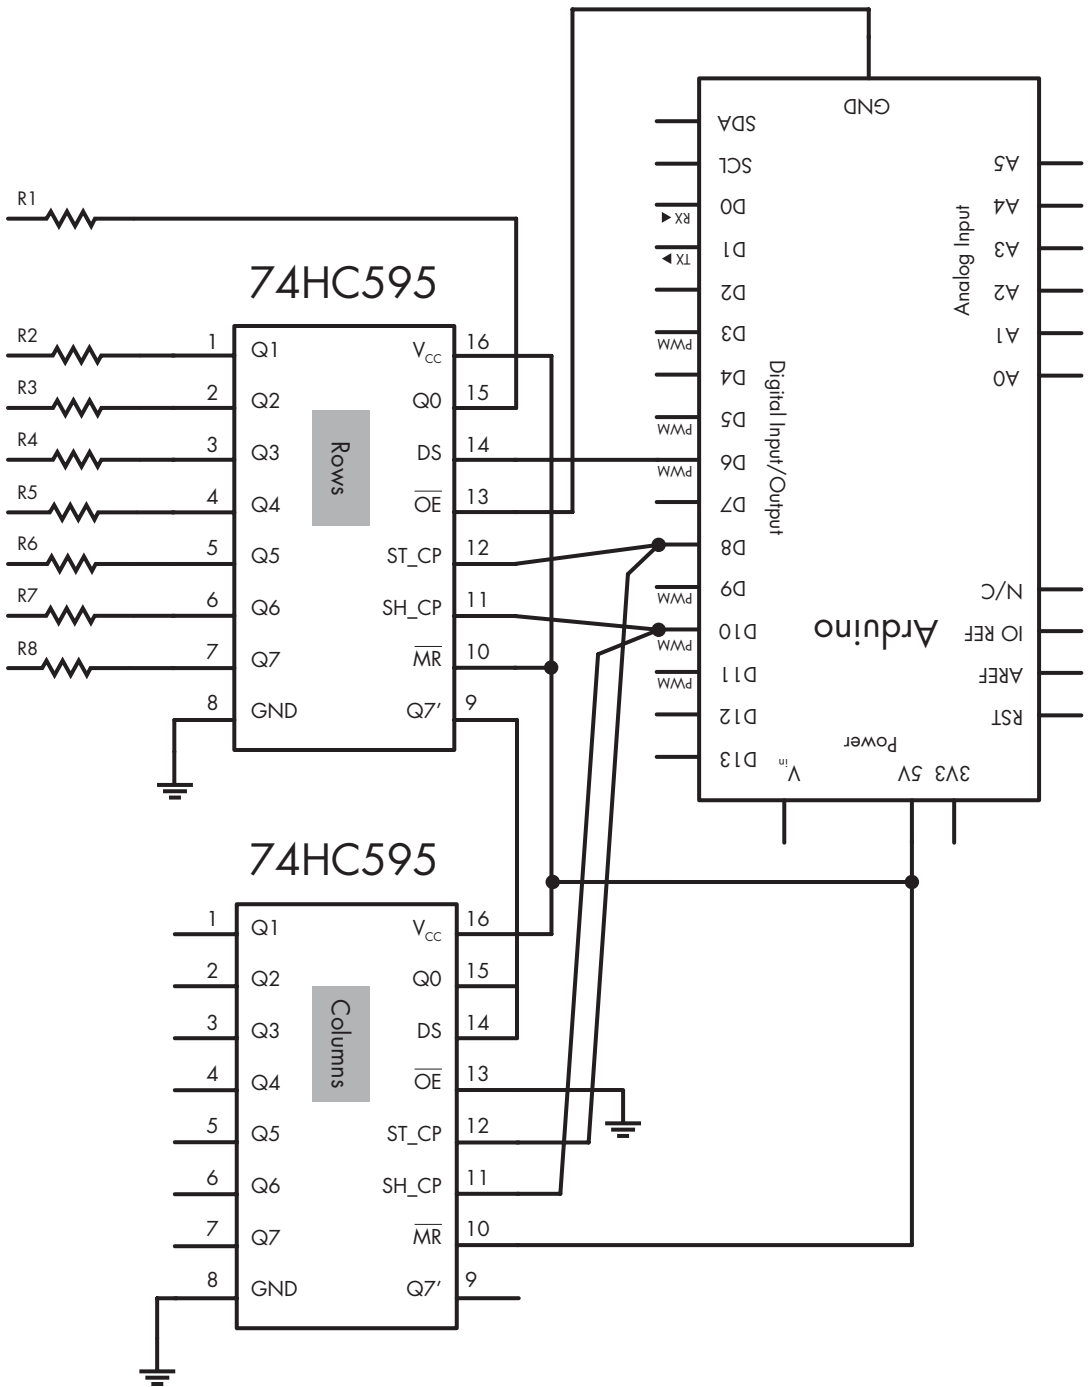 R1
74HC595
R2
R3
R4
R5
R6
R7
R8
1 Q1 V_CC 16
2 Q2 Q0 15
3 Q3 DS 14
4 Q4 OE 13
5 Q5 ST_CP 12
6 Q6 SH_CP 11
7 Q7 MR 10
8 GND Q7' 9
Rows
74HC595
1 Q1 V_CC 16
2 Q2 Q0 15
3 Q3 DS 14
4 Q4 OE 13
5 Q5 ST_CP 12
6 Q6 SH_CP 11
7 Q7 MR 10
8 GND Q7' 9
Columns
GND
SDA
SCL
D0
RX ◀
D1
TX ▶
D2
D3
PWM
D4
D5
PWM
D6
PWM
D7
D8
D9
PWM
D10
PWM
D11
PWM
D12
D13
Digital Input/Output
Arduino
Analog Input
A5
A4
A3
A2
A1
A0
N/C
IO REF
AREF
RST
Power
Vin
5V
3V3